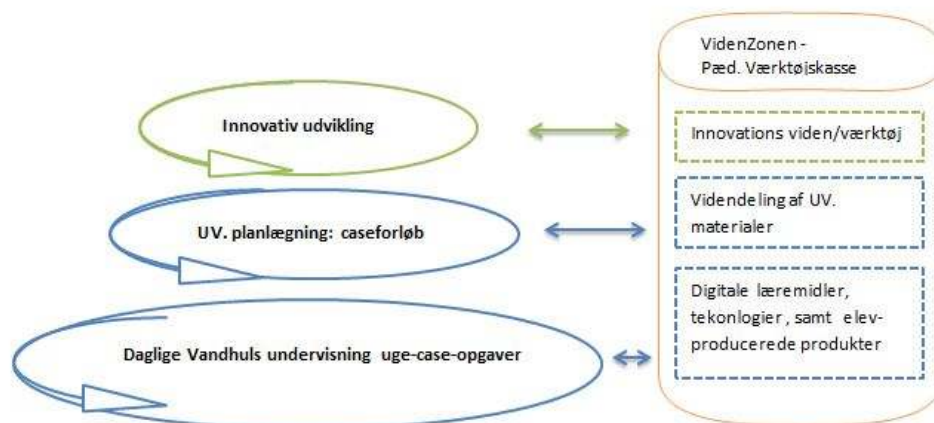 VidenZonen -
Pæd. Værktøjskasse
Innovativ udvikling
Innovations viden/værktøj
UV. planlægning: caseforløb
Videndeling af UV.
materialer
Daglige Vandhuls undervisning uge-case-opgaver
Digitale læremidler,
tekonlogier, samt elev-
producerede produkter